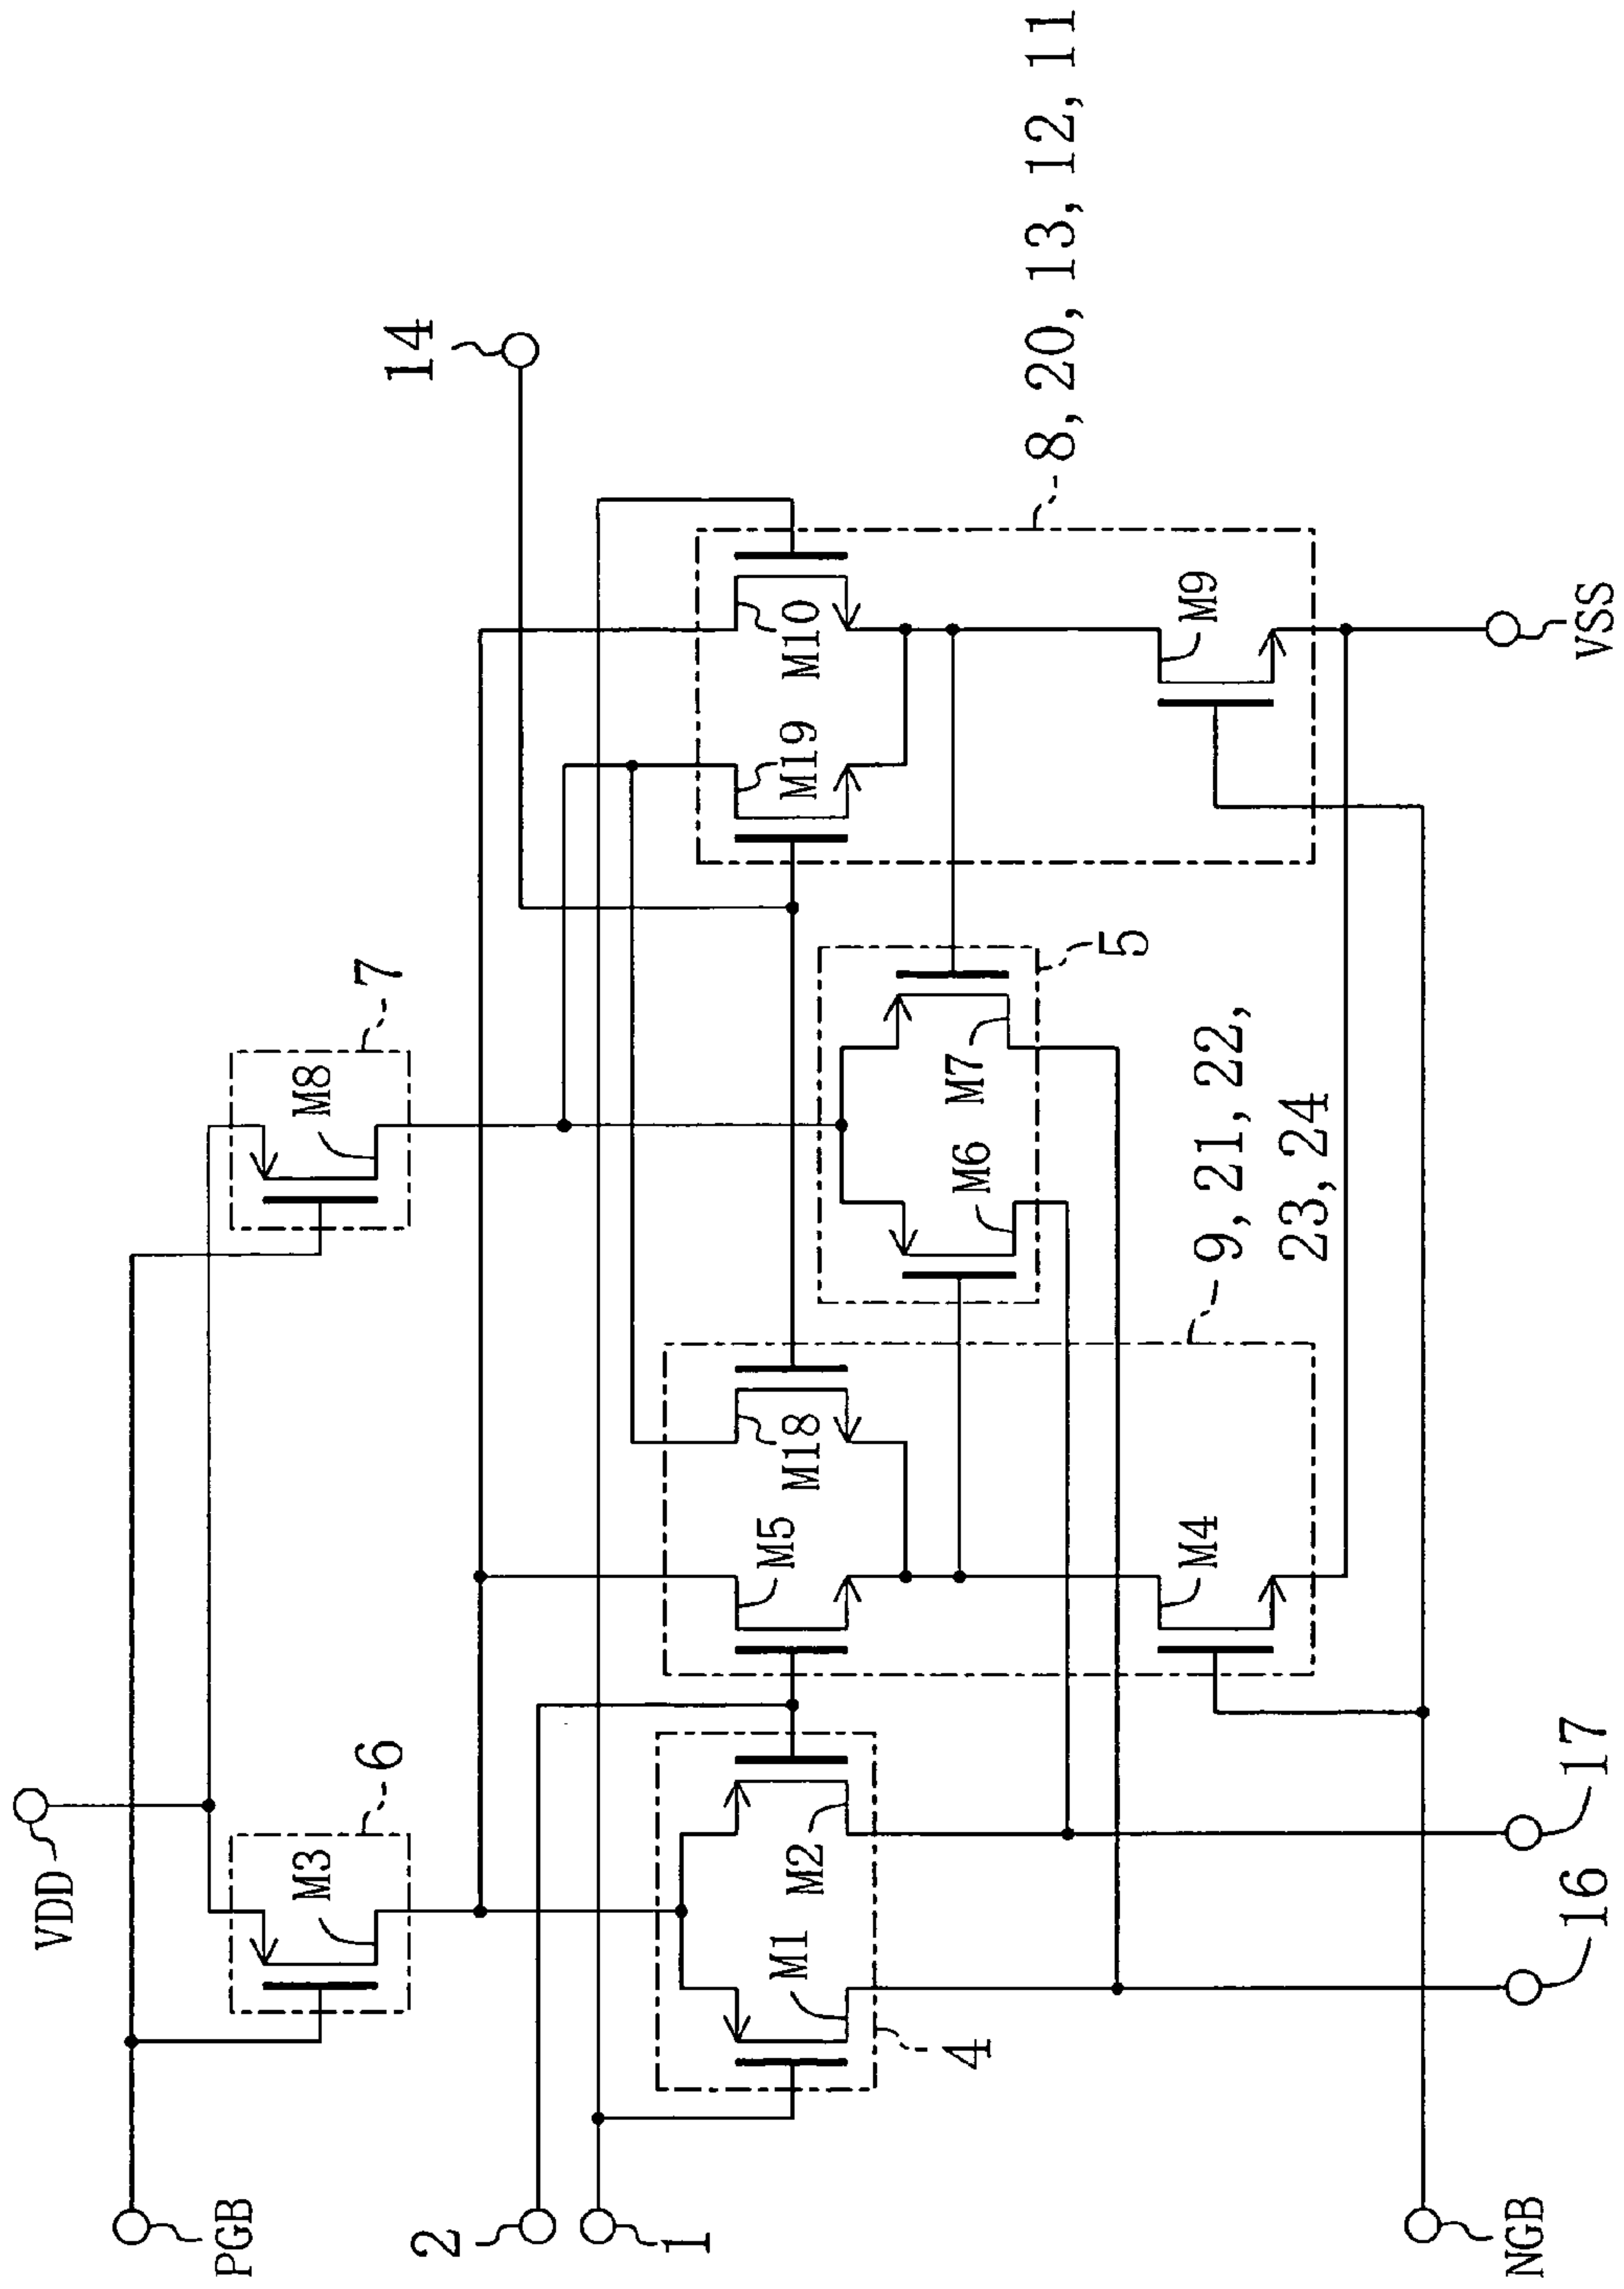 VDD
PGB
M3
M8
6
7
14
2
1
M1
M2
M5
M18
M19
M10
4
M6
M7
8, 20, 13, 12, 11
5
M4
9, 21, 22,
23, 24
M9
NGB
16
17
VSS